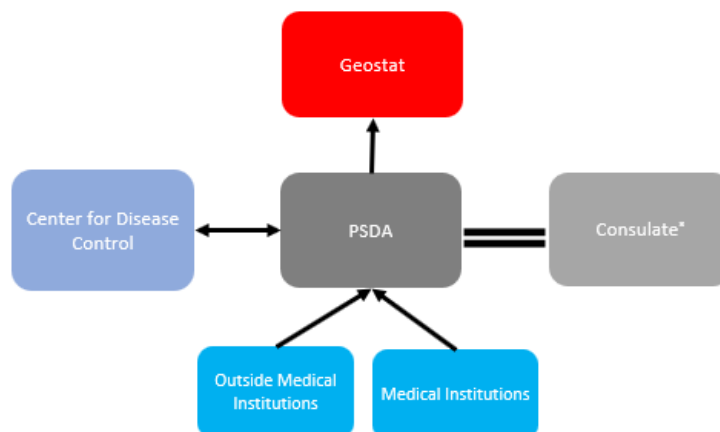 Geostat
Center for Disease
Control
PSDA
Consulate*
Outside Medical
Institutions
Medical Institutions